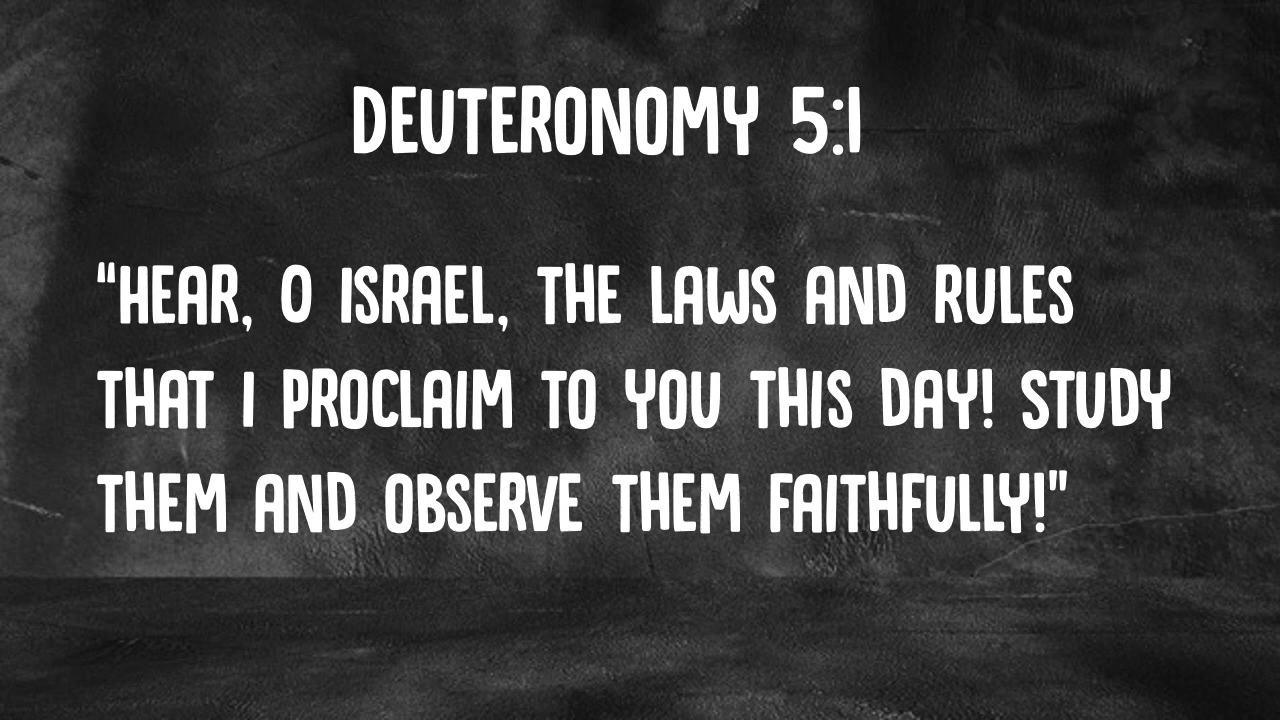 DEUTERONOMY 5:1
“HEAR, O ISRAEL, THE LAWS AND RULES
THAT I PROCLAIM TO YOU THIS DAY! STUDY
THEM AND OBSERVE THEM FAITHFULLY!"